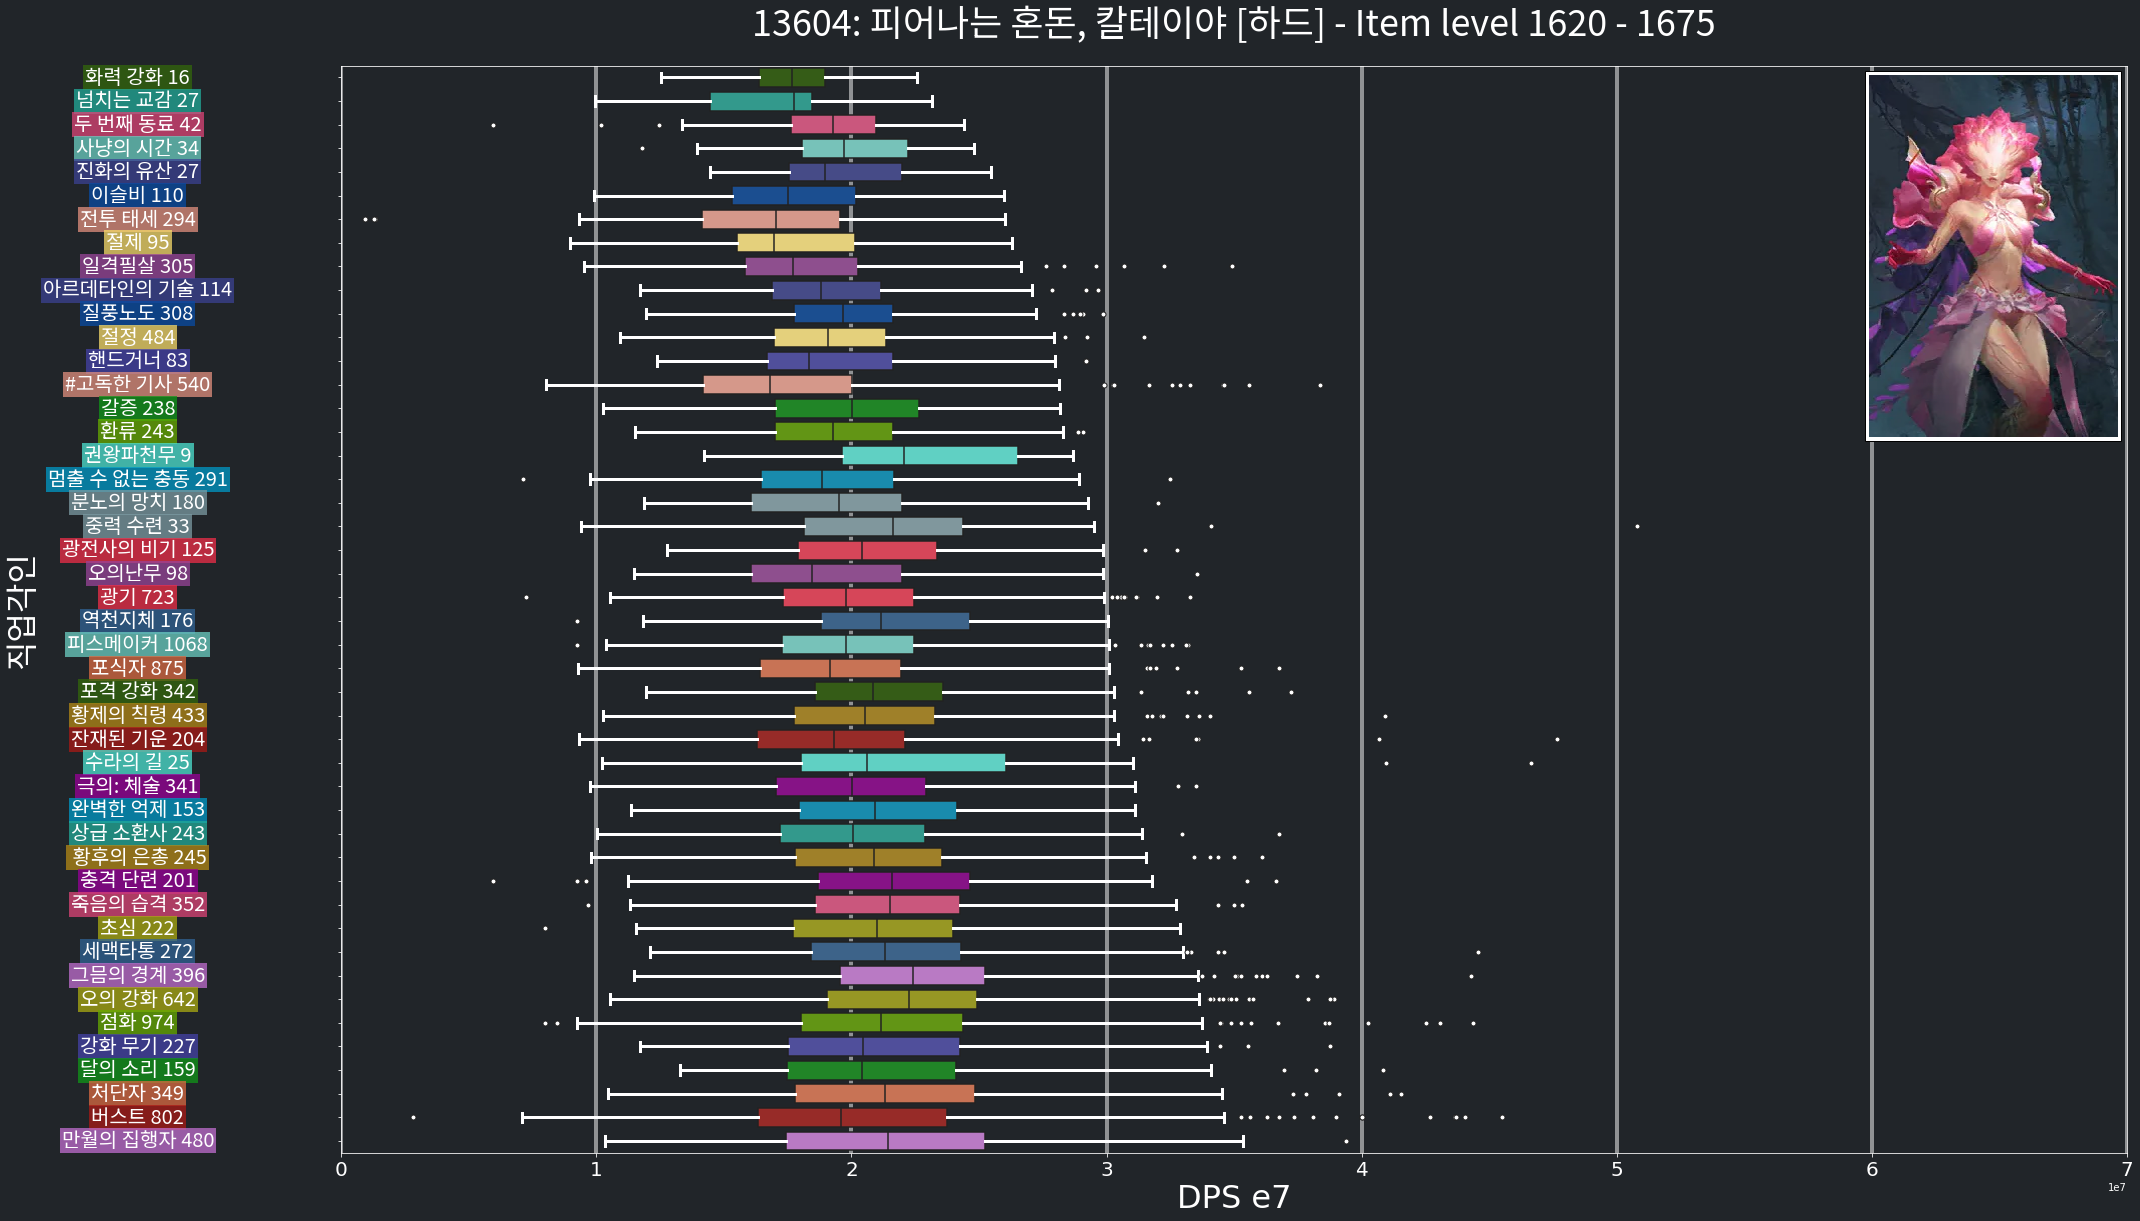 13604: 피어나는 혼돈, 칼테이야 [하드] - Item level 1620 - 1675
직업각인
화력 강화 16
넘치는 교감 27
두 번째 동료 42
사냥의 시간 34
진화의 유산 27
이슬비 110
전투 태세 294
절제 95
일격필살 305
아르데타인의 기술 114
질풍노도 308
절정 484
핸드거너 83
#고독한 기사 540
갈증 238
환류 243
권왕파천무 9
멈출 수 없는 충동 291
분노의 망치 180
중력 수련 33
광전사의 비기 125
오의난무 98
광기 723
역천지체 176
피스메이커 1068
포식자 875
포격 강화 342
황제의 칙령 433
잔재된 기운 204
수라의 길 25
극의: 체술 341
완벽한 억제 153
상급 소환사 243
황후의 은총 245
충격 단련 201
죽음의 습격 352
초심 222
세맥타통 272
그믐의 경계 396
오의 강화 642
점화 974
강화 무기 227
달의 소리 159
처단자 349
버스트 802
만월의 집행자 480
0 1 2 3 4 5 6 7
1e7
DPS e7